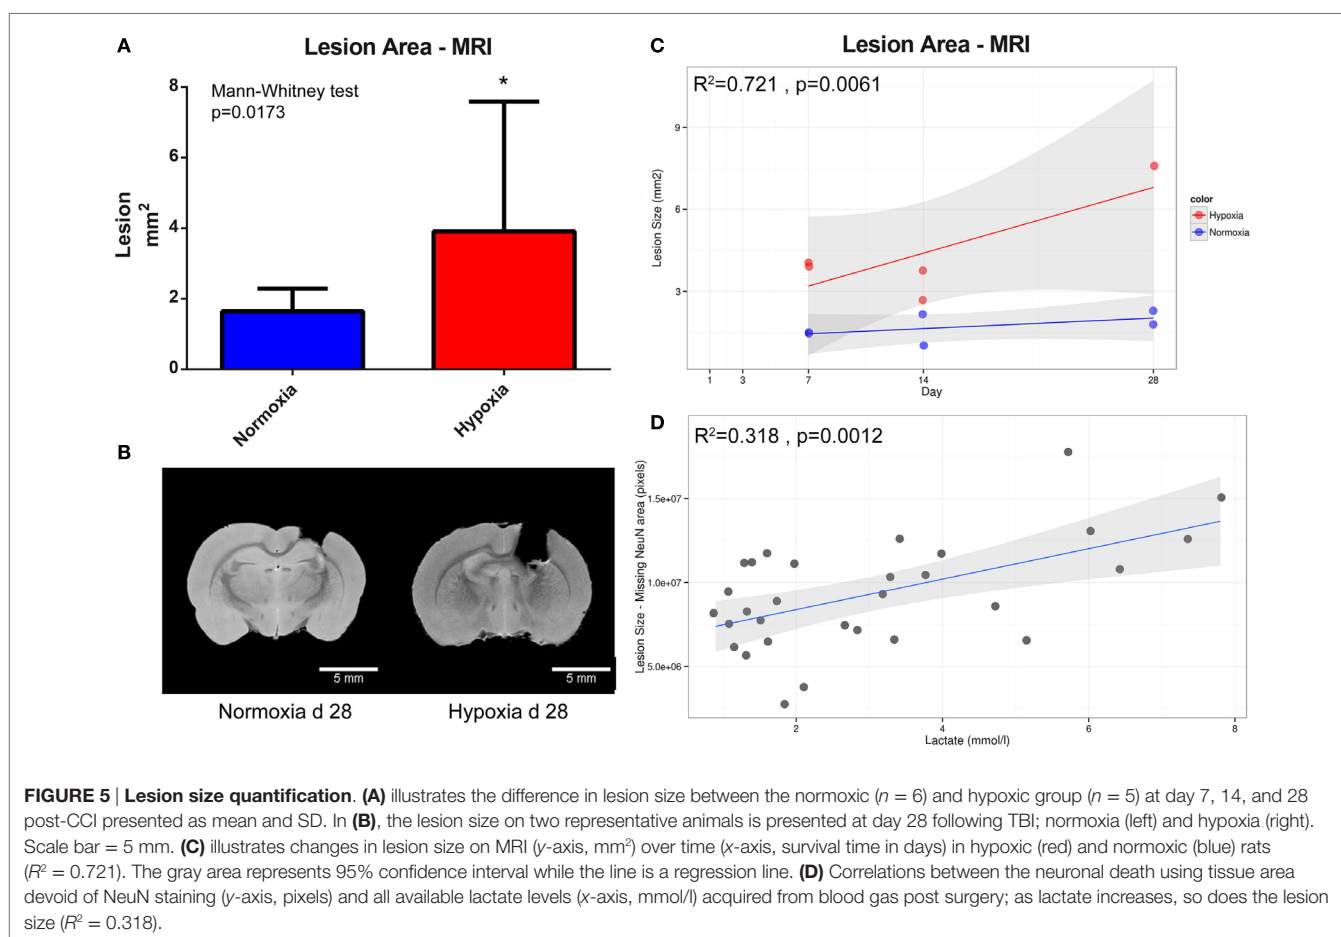 A
Lesion Area - MRI
Mann-Whitney test
p=0.0173
*
8
6
4
2
0
Lesion
mm²
Normoxia
Hypoxia
B
5 mm
5 mm
Normoxia d 28
Hypoxia d 28
C
Lesion Area - MRI
R²=0.721 , p=0.0061
9
6
3
Lesion Size (mm2)
1
3
7
14
28
Day
color
Hypoxia
Normoxia
D
R²=0.318 , p=0.0012
1.5e+07
1.0e+07
5.0e+06
Lesion Size - Missing NeuN area (pixels)
2
4
6
8
Lactate (mmol/l)
FIGURE 5 | Lesion size quantification. (A) illustrates the difference in lesion size between the normoxic (n = 6) and hypoxic group (n = 5) at day 7, 14, and 28
post-CCI presented as mean and SD. In (B), the lesion size on two representative animals is presented at day 28 following TBI; normoxia (left) and hypoxia (right).
Scale bar = 5 mm. (C) illustrates changes in lesion size on MRI (y-axis, mm²) over time (x-axis, survival time in days) in hypoxic (red) and normoxic (blue) rats
(R² = 0.721). The gray area represents 95% confidence interval while the line is a regression line. (D) Correlations between the neuronal death using tissue area
devoid of NeuN staining (y-axis, pixels) and all available lactate levels (x-axis, mmol/l) acquired from blood gas post surgery; as lactate increases, so does the lesion
size (R² = 0.318).